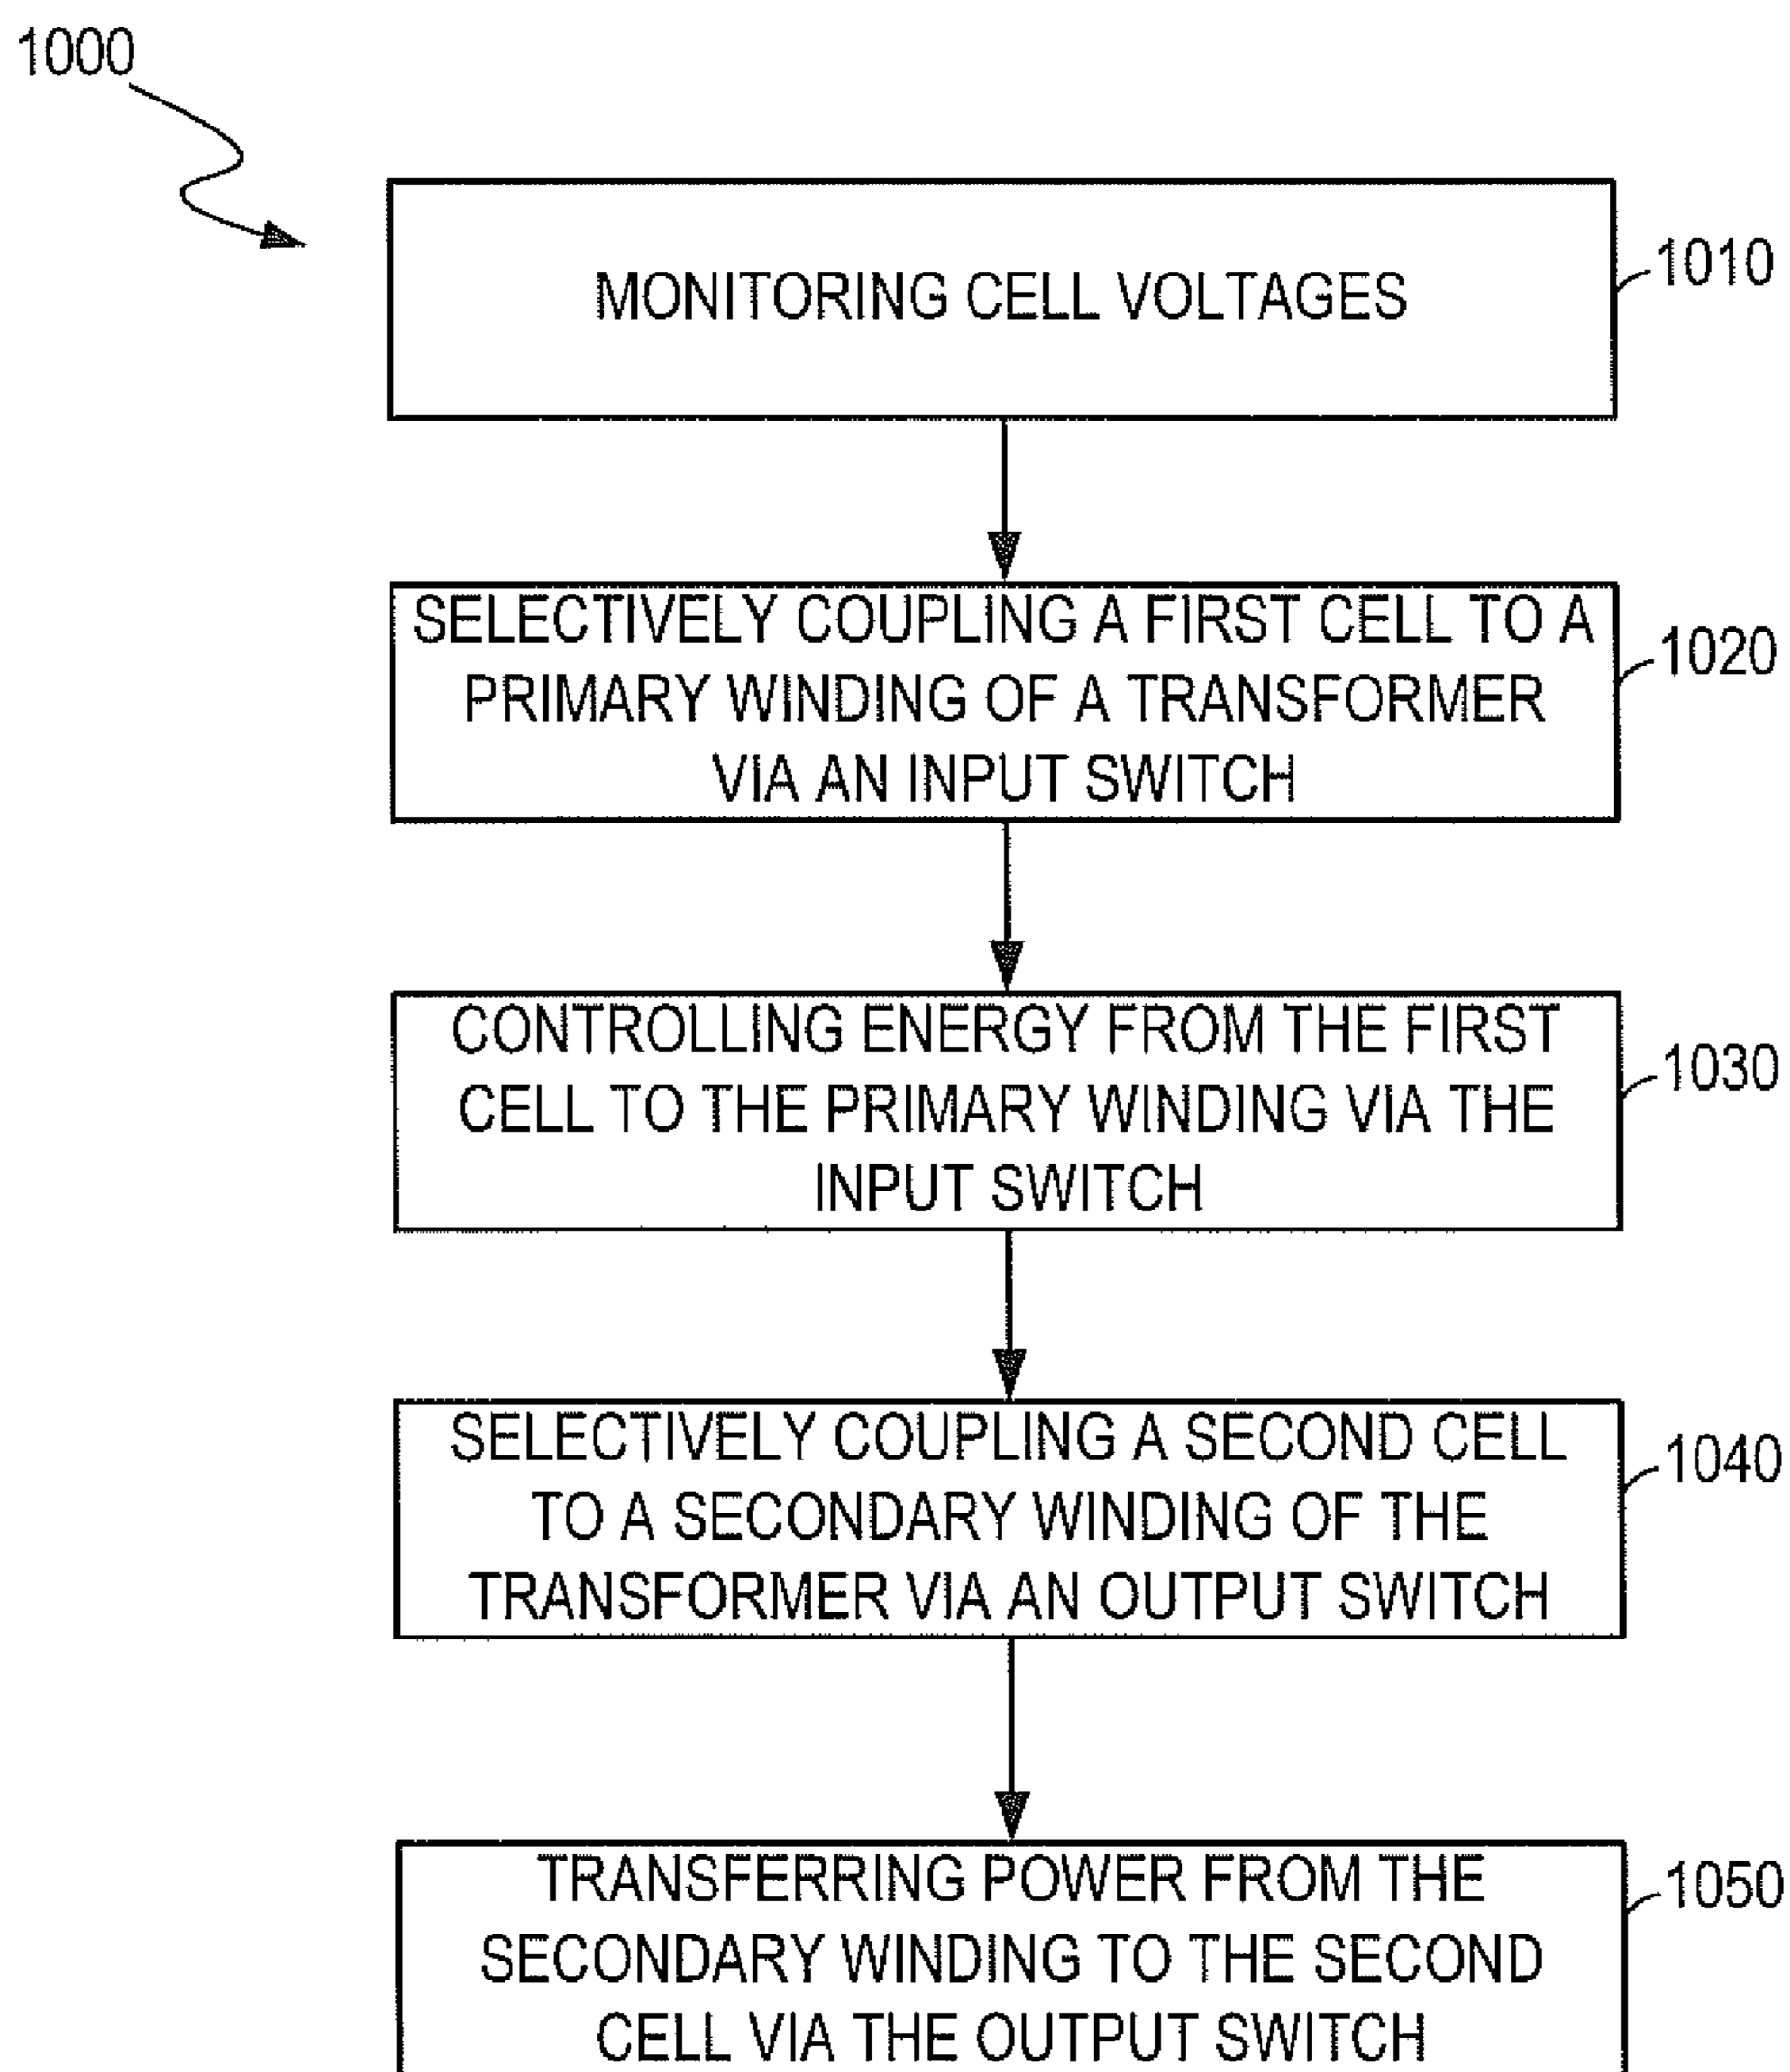 1000
MONITORING CELL VOLTAGES
1010
SELECTIVELY COUPLING A FIRST CELL TO A
PRIMARY WINDING OF A TRANSFORMER
VIA AN INPUT SWITCH
1020
CONTROLLING ENERGY FROM THE FIRST
CELL TO THE PRIMARY WINDING VIA THE
INPUT SWITCH
1030
SELECTIVELY COUPLING A SECOND CELL
TO A SECONDARY WINDING OF THE
TRANSFORMER VIA AN OUTPUT SWITCH
1040
TRANSFERRING POWER FROM THE
SECONDARY WINDING TO THE SECOND
CELL VIA THE OUTPUT SWITCH
1050